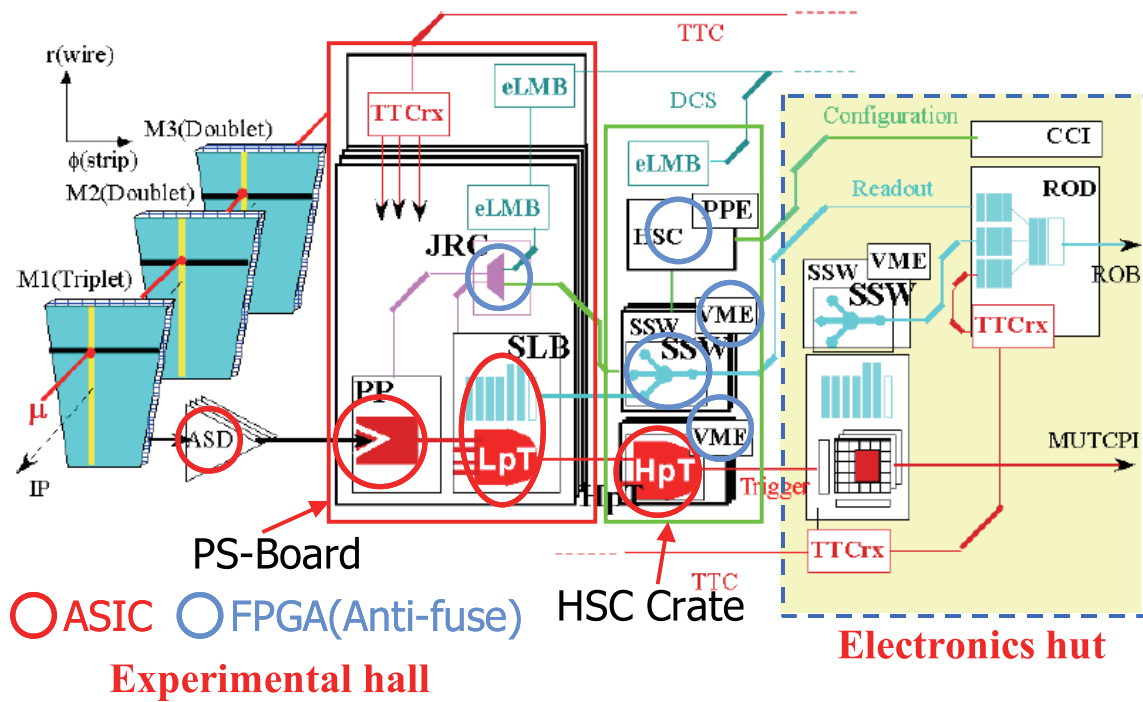 TTC
r(wire)
eLMB
TTCrx
DCS
Configuration
M3(Doublet)
CCI
ϕ(strip)
eLMB
M2(Doublet)
Readout
ROD
eLMB
PPE
HSC
JRC
M1(Triplet)
VME
SSW
SSW
ROB
VME
SSW
SSW
TTCrx
SLB
PP
μ
VME
ASD
LpT
HpT
MUTCPI
IP
Trigger
HpT
PS-Board
TTCrx
TTC
HSC Crate
ASIC
FPGA(Anti-fuse)
Electronics hut
Experimental hall